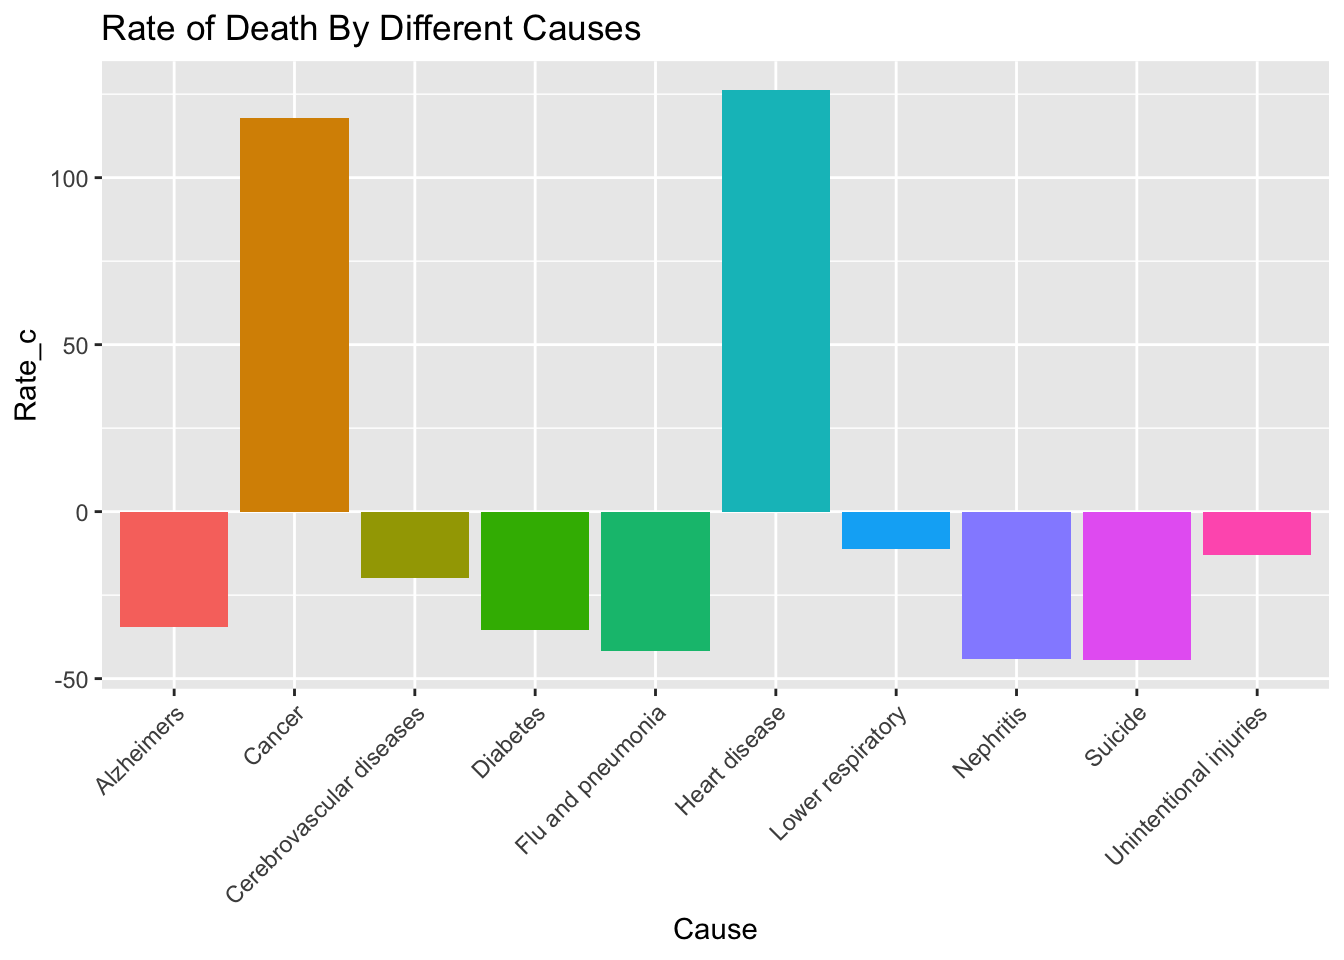 Rate of Death By Different Causes
Rate_c
100
50
0
-50
Alzheimers
Cancer
Cerebrovascular diseases
Diabetes
Flu and pneumonia
Heart disease
Lower respiratory
Nephritis
Suicide
Unintentional injuries
Cause